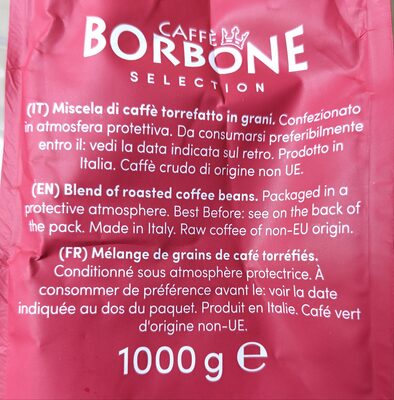 CAFFÈ
BORBONE
SELECTION
(IT) Miscela di caffè torrefatto in grani. Confezionato
in atmosfera protettiva. Da consumarsi preferibilmente
entro il: vedi la data indicata sul retro. Prodotto in
Italia. Caffè crudo di origine non UE.
(EN) Blend of roasted coffee beans. Packaged in a
protective atmosphere. Best Before: see on the back of
the pack. Made in Italy. Raw coffee of non-EU origin.
(FR) Mélange de grains de café torréfiés.
Conditionné sous atmosphère protectrice. À
consommer de préférence avant le: voir la date
indiquée au dos du paquet. Produit en Italie. Café vert
d'origine non-UE.
1000 g ℮